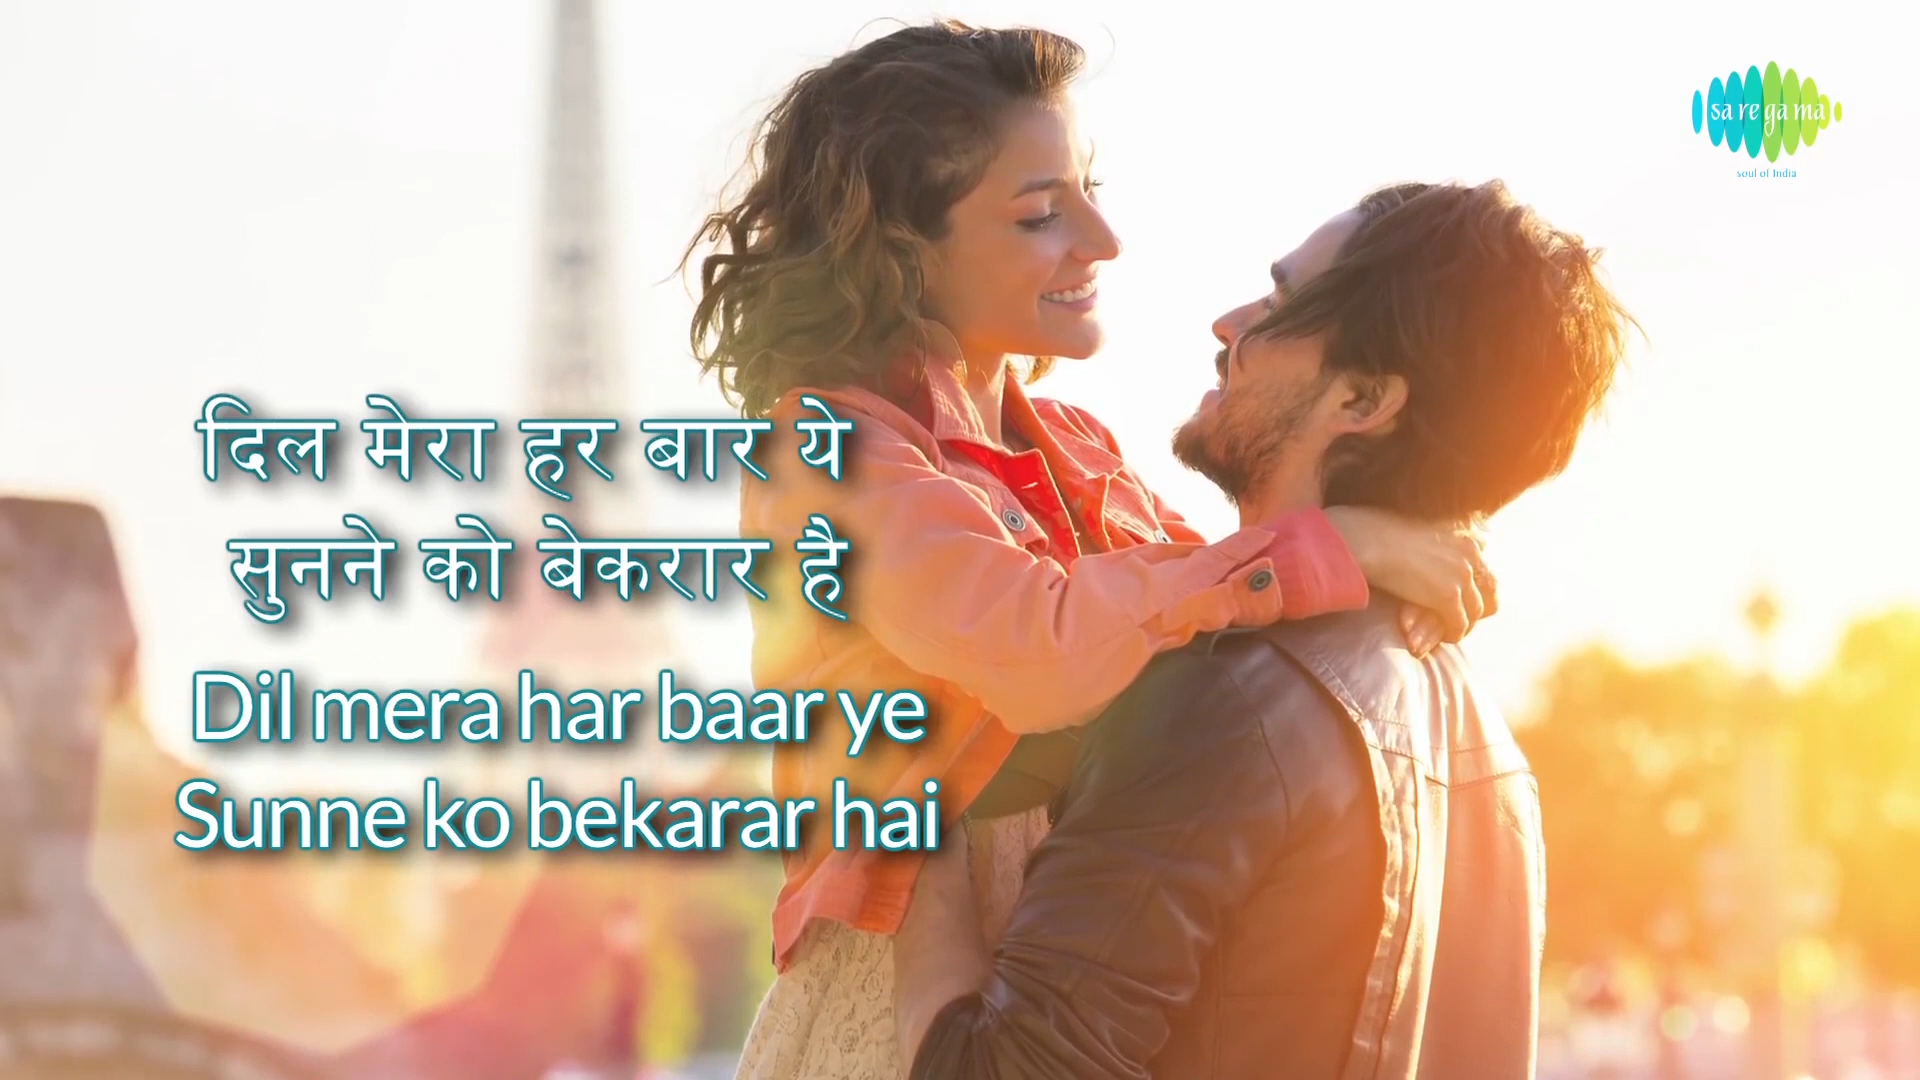 sa re ga ma
soul of India
दिल मेरा हर बार ये
सुनने को बेकरार है
Dil mera har baar ye
Sunne ko bekarar hai